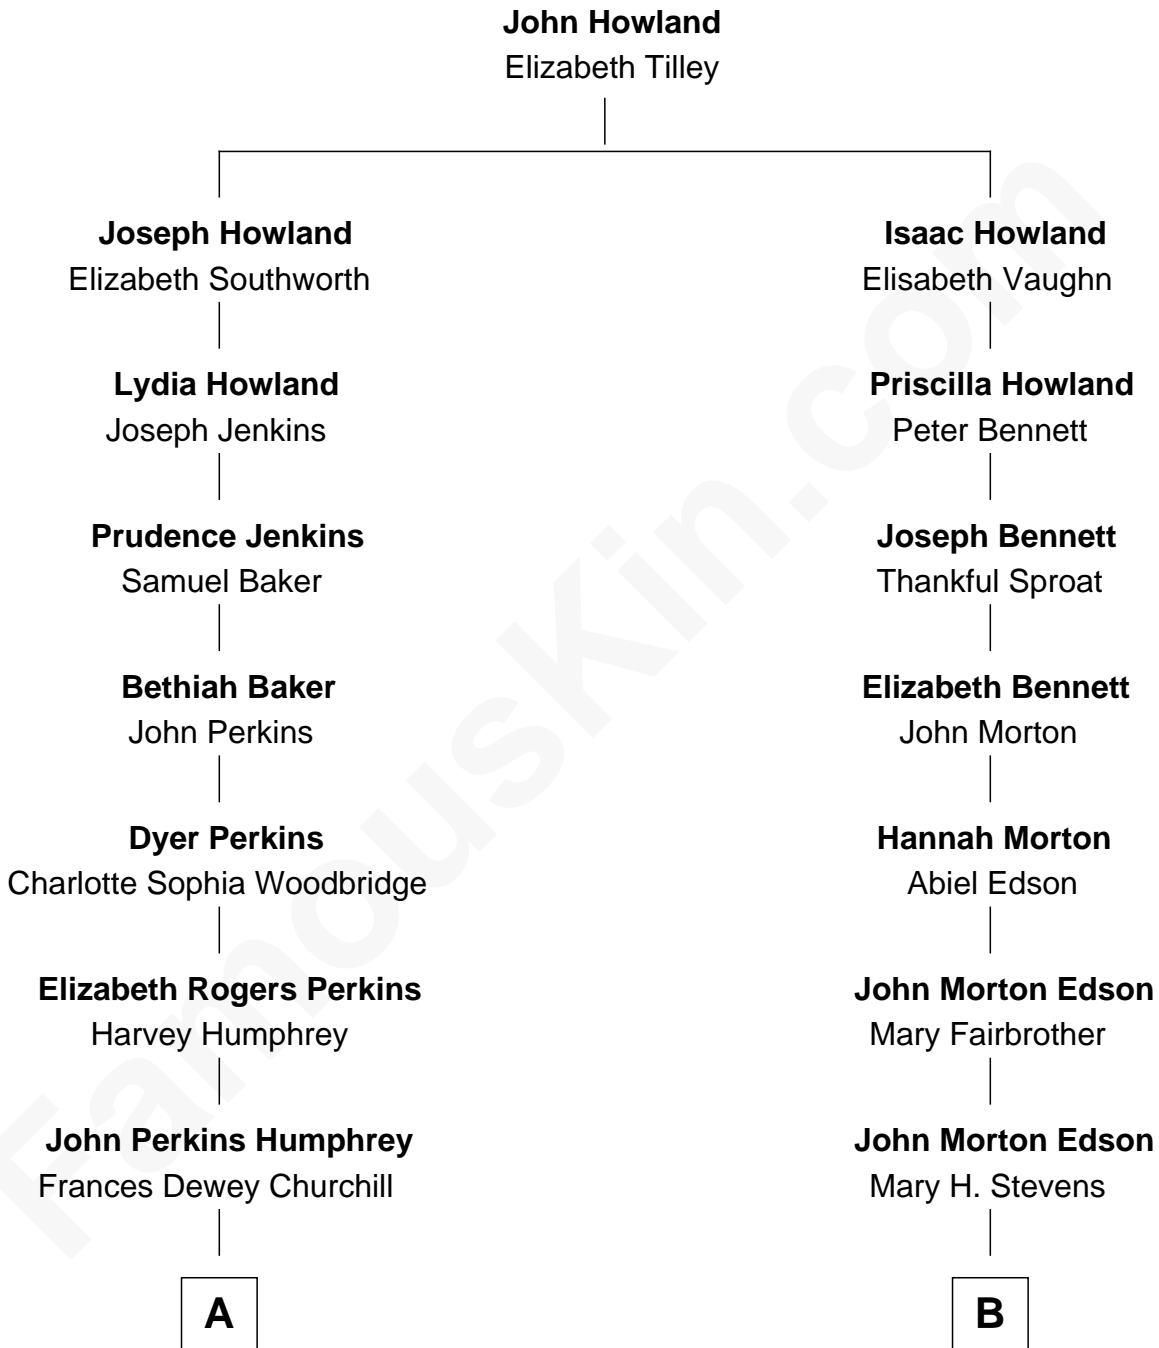 John Howland
Elizabeth Tilley
Joseph Howland
Elizabeth Southworth
Isaac Howland
Elisabeth Vaughn
Lydia Howland
Joseph Jenkins
Priscilla Howland
Peter Bennett
Prudence Jenkins
Samuel Baker
Joseph Bennett
Thankful Sproat
Bethiah Baker
John Perkins
Elizabeth Bennett
John Morton
Dyer Perkins
Charlotte Sophia Woodbridge
Hannah Morton
Abiel Edson
Elizabeth Rogers Perkins
Harvey Humphrey
John Morton Edson
Mary Fairbrother
John Perkins Humphrey
Frances Dewey Churchill
John Morton Edson
Mary H. Stevens
A
B
FamousKin.com